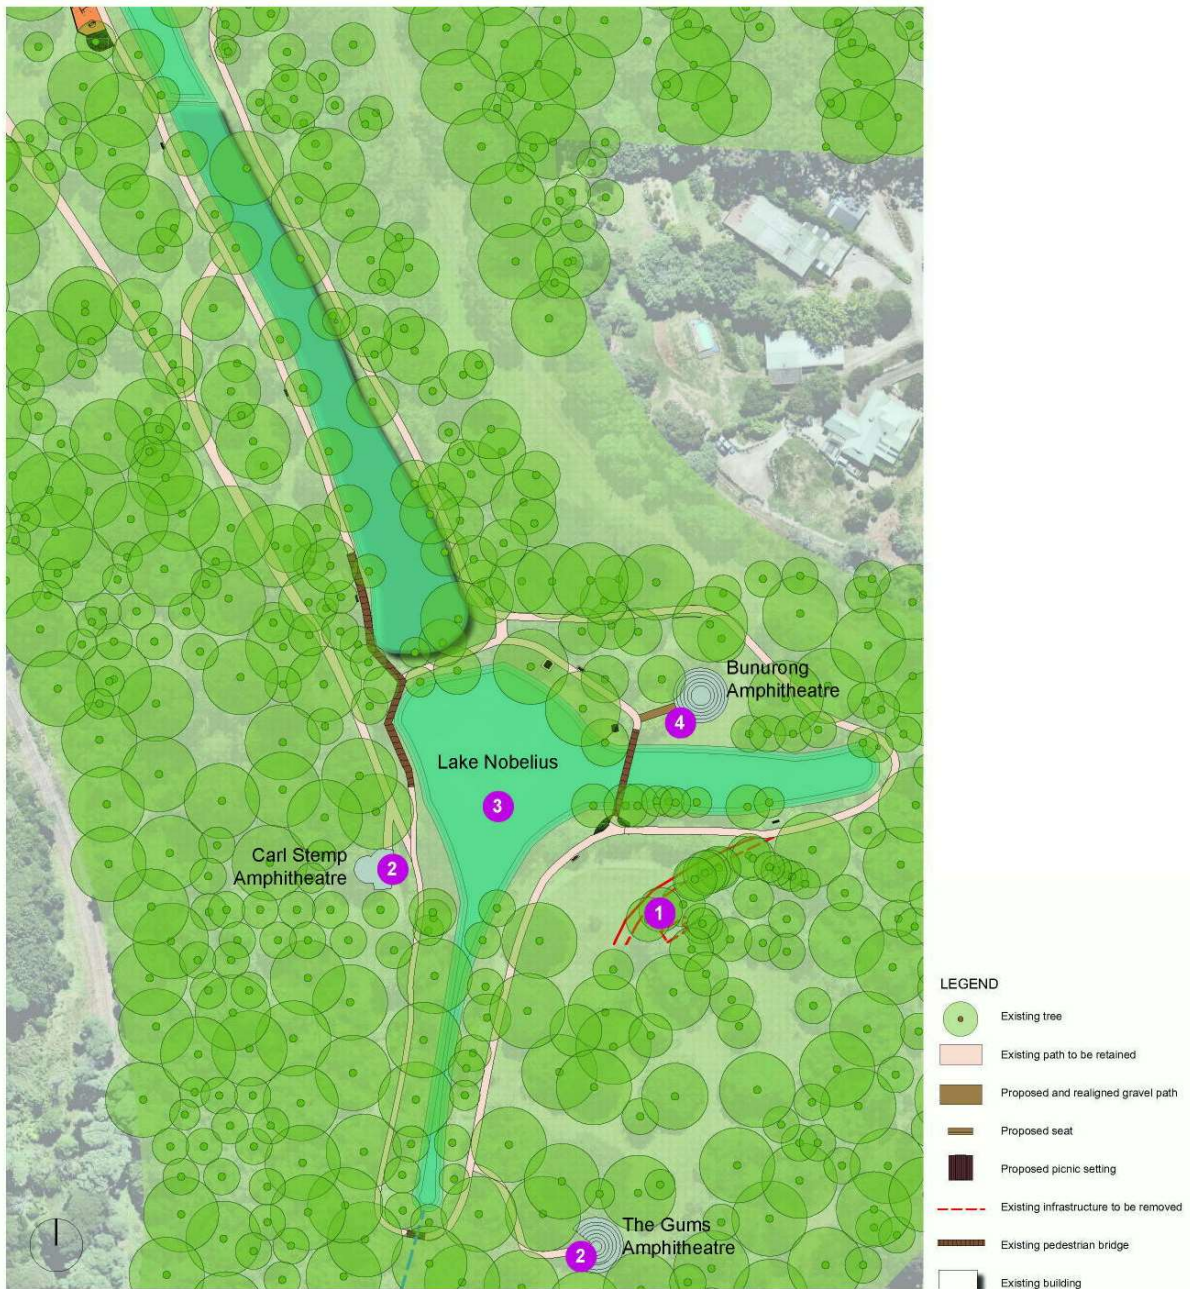 Bunurong
Amphitheatre
4
Lake Nobelius
3
Carl Stemp
Amphitheatre
2
1
The Gums
Amphitheatre
2
LEGEND
Existing tree
Existing path to be retained
Proposed and realigned gravel path
Proposed seat
Proposed picnic setting
Existing infrastructure to be removed
Existing pedestrian bridge
Existing building